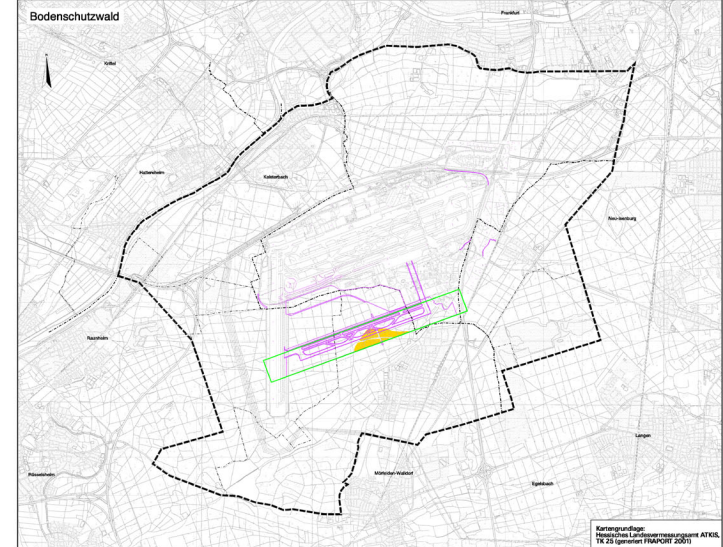 Bodenschutzwald
Frankfurt
Kriftel
Hattersheim
Kelsterbach
Neu-Isenburg
Raunheim
Langen
Rüsselsheim
Mörfelden-Walldorf
Egelsbach
Kartengrundlage:
Hessisches Landesvermessungsamt ATKIS,
TK 25 (generiert FRAPORT 2001)